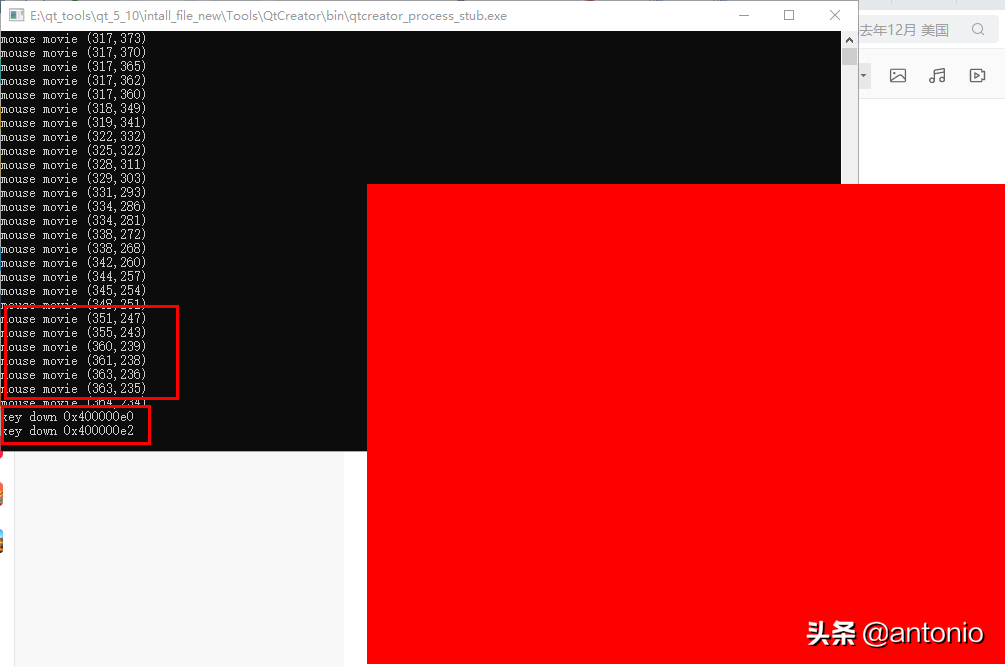 E:\qt_tools\qt_5_10\intall_file_new\Tools\QtCreator\bin\qtcreator_process_stub.exe
去年12月 美国
mouse movie (317,373)
mouse movie (317,370)
mouse movie (317,365)
mouse movie (317,362)
mouse movie (317,360)
mouse movie (318,349)
mouse movie (319,341)
mouse movie (322,332)
mouse movie (325,322)
mouse movie (328,311)
mouse movie (329,303)
mouse movie (331,293)
mouse movie (334,286)
mouse movie (334,281)
mouse movie (338,272)
mouse movie (338,268)
mouse movie (342,260)
mouse movie (344,257)
mouse movie (345,254)
mouse movie (348,251)
mouse movie (351,247)
mouse movie (355,243)
mouse movie (360,239)
mouse movie (361,238)
mouse movie (363,236)
mouse movie (363,235)
mouse movie (364,234)
key down 0x400000e0
key down 0x400000e2
头条 @antonio